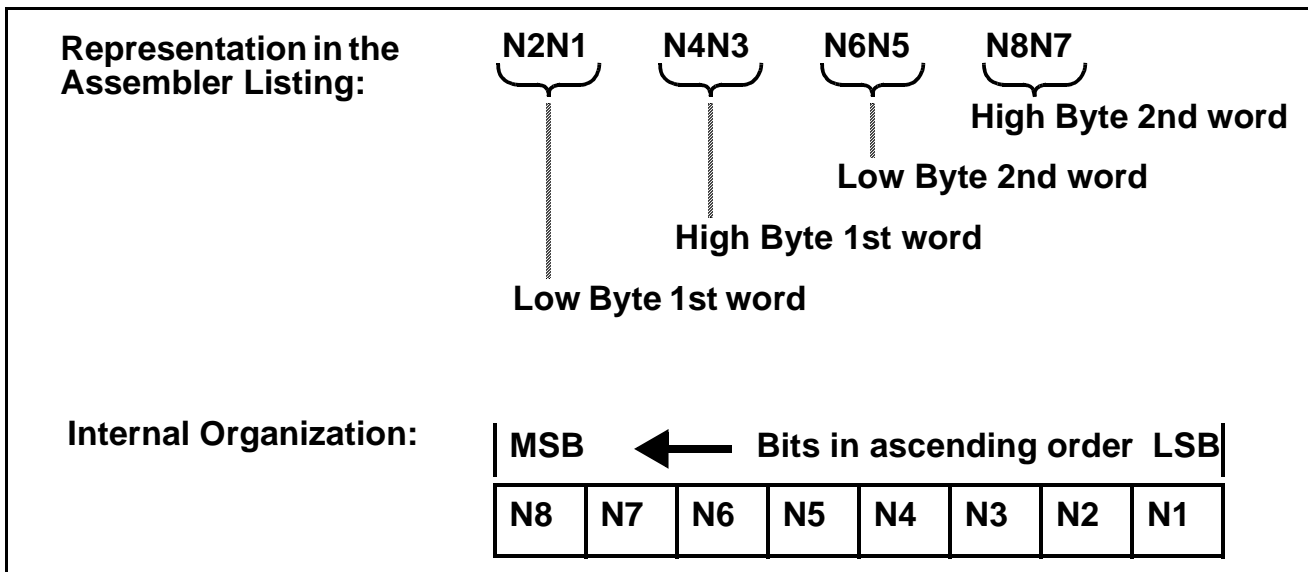 Representation in the N2N1 N4N3 N6N5 N8N7
Assembler Listing:
High Byte 2nd word
Low Byte 2nd word
High Byte 1st word
Low Byte 1st word
Internal Organization:
MSB Bits in ascending order LSB
N8 N7 N6 N5 N4 N3 N2 N1